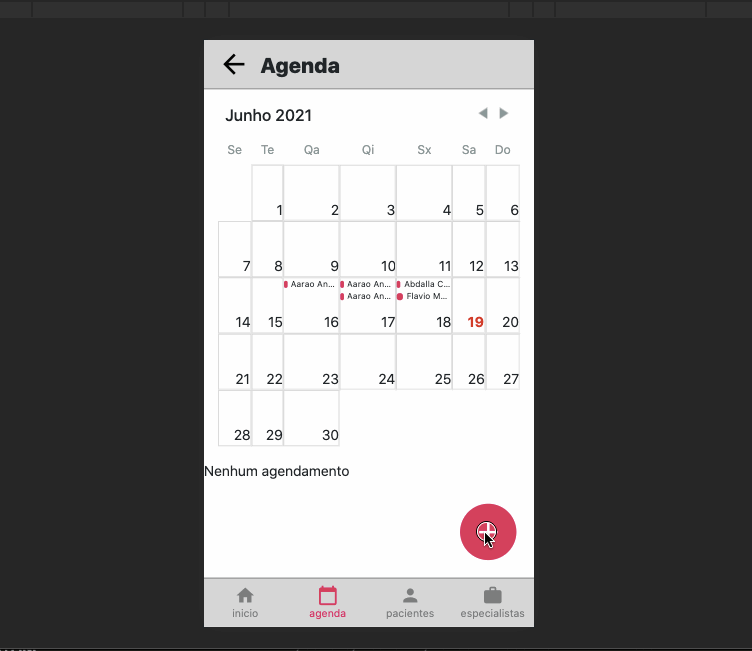 Agenda
Junho 2021
Se Te Qa Qi Sx Sa Do
1 2 3 4 5 6
7 8 9 10 11 12 13
Aarao An... Aarao An... Abdalla C...
Aarao An... Flavio M...
14 15 16 17 18 19 20
21 22 23 24 25 26 27
28 29 30
Nenhum agendamento
inicio agenda pacientes especialistas